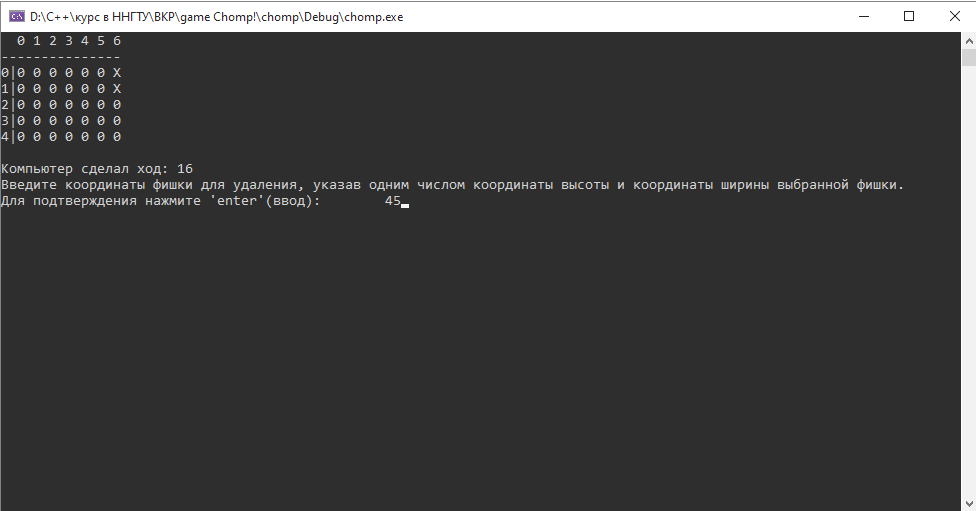 D:\C++\курс в ННГТУ\ВКР\game Chomp!\chomp\Debug\chomp.exe
  0 1 2 3 4 5 6
---------------
0|0 0 0 0 0 0 X
1|0 0 0 0 0 0 X
2|0 0 0 0 0 0 0
3|0 0 0 0 0 0 0
4|0 0 0 0 0 0 0
Компьютер сделал ход: 16
Введите координаты фишки для удаления, указав одним числом координаты высоты и координаты ширины выбранной фишки.
Для подтверждения нажмите 'enter'(ввод):        45